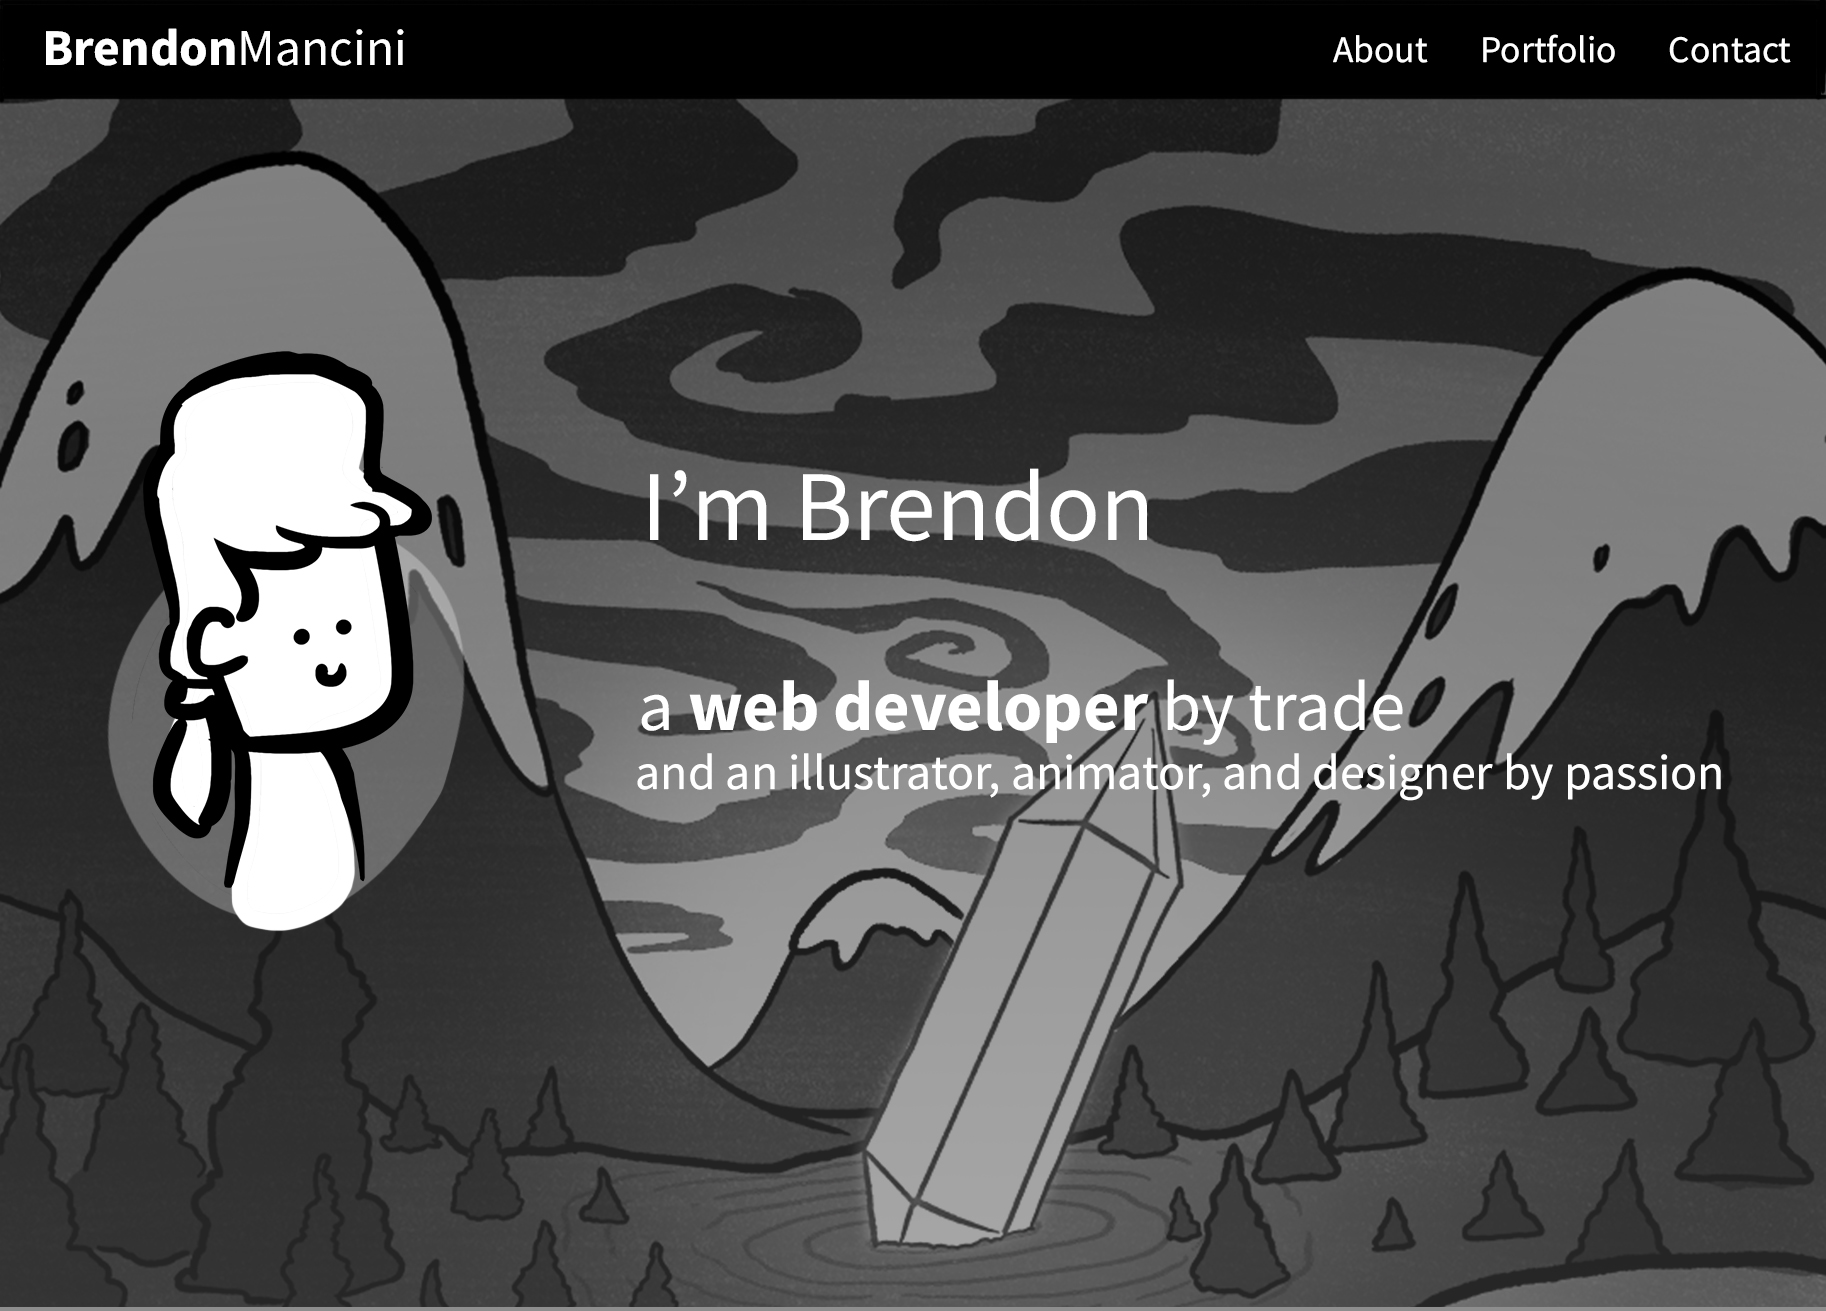 BrendonMancini
About Portfolio Contact
I’m Brendon
a web developer by trade
and an illustrator, animator, and designer by passion